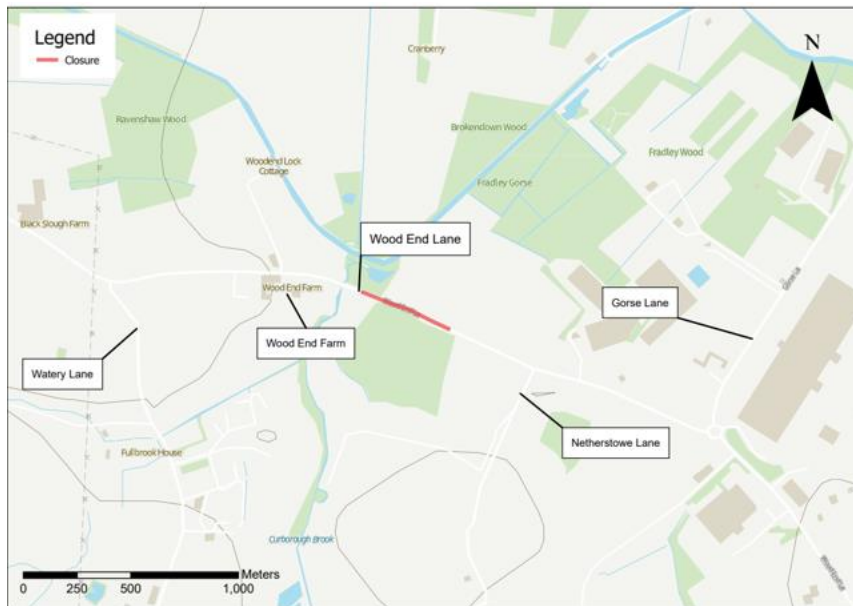 Legend
Closure
N
Cranberry
Ravenshaw Wood
Brokendown Wood
Fradley Wood
Woodend Lock
Cottage
Fradley Gorse
Black Slough Farm
Wood End Lane
Wood End Farm
Gorse Lane
Wood End Farm
Watery Lane
Netherstowe Lane
Fullbrook House
Curborough Brook
Meters
0 250 500 1,000